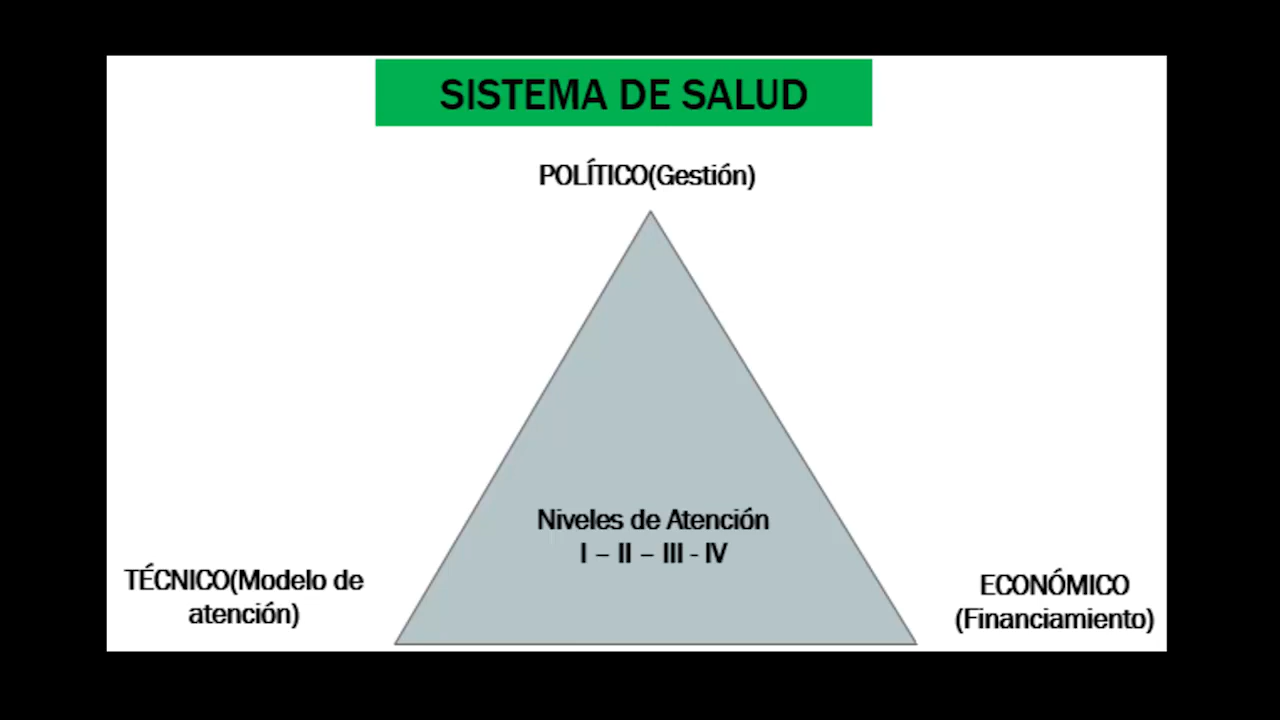 SISTEMA DE SALUD
POLÍTICO(Gestión)
Niveles de Atención
I – II – III - IV
TÉCNICO(Modelo de
atención)
ECONÓMICO
(Financiamiento)